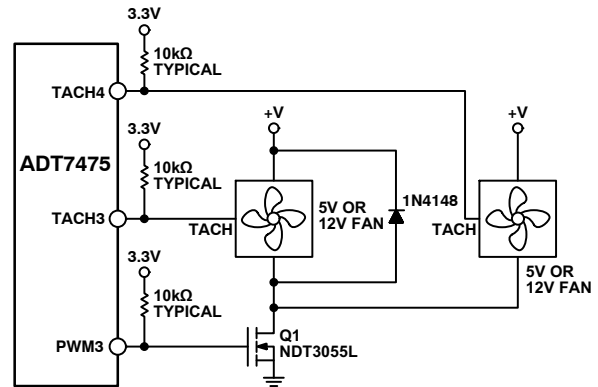 3.3V
10kΩ
TYPICAL
TACH4
3.3V
+V
+V
10kΩ
TYPICAL
ADT7475
1N4148
5V OR
12V FAN
TACH3
TACH
TACH
3.3V
5V OR
12V FAN
10kΩ
TYPICAL
Q1
NDT3055L
PWM3